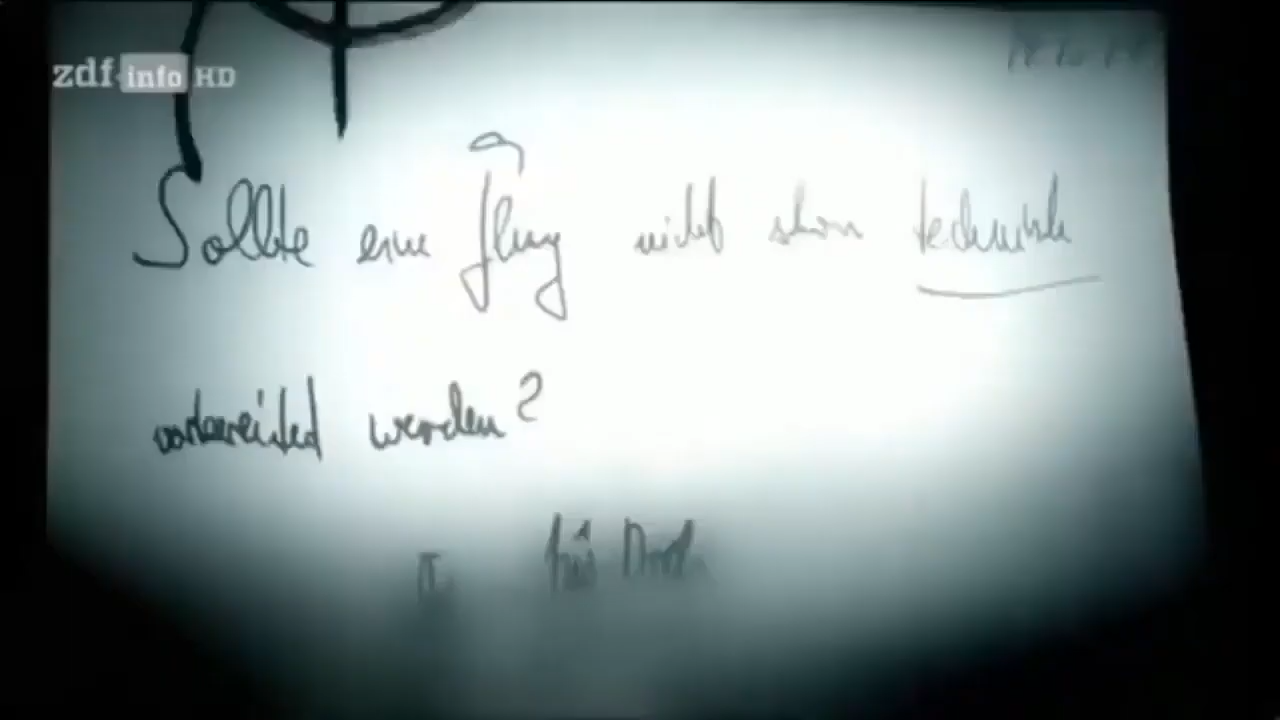 zdf info HD
Sollte ein Flug nicht schon technisch
vorbereitet werden?